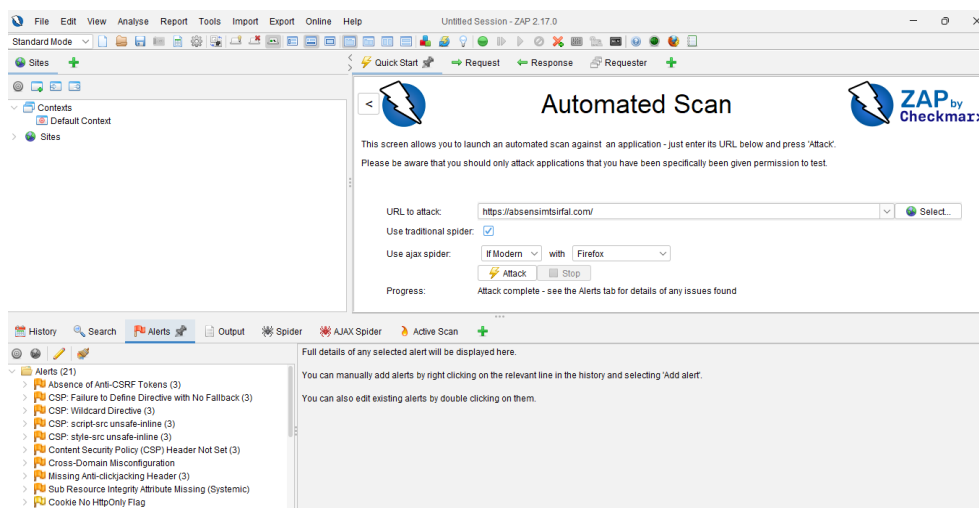 File Edit View Analyse Report Tools Import Export Online Help Untitled Session - ZAP 2.17.0
Standard Mode
Sites
Quick Start Request Response Requester
Contexts
Default Context
Sites
<
Automated Scan
ZAP by
Checkmarx
This screen allows you to launch an automated scan against an application - just enter its URL below and press 'Attack'.
Please be aware that you should only attack applications that you have been specifically been given permission to test.
URL to attack: https://absensimtsirfal.com/ Select...
Use traditional spider:
Use ajax spider: If Modern with Firefox
Attack Stop
Progress: Attack complete - see the Alerts tab for details of any issues found
History Search Alerts Output Spider AJAX Spider Active Scan
Alerts (21)
Absence of Anti-CSRF Tokens (3)
CSP: Failure to Define Directive with No Fallback (3)
CSP: Wildcard Directive (3)
CSP: script-src unsafe-inline (3)
CSP: style-src unsafe-inline (3)
Content Security Policy (CSP) Header Not Set (3)
Cross-Domain Misconfiguration
Missing Anti-clickjacking Header (3)
Sub Resource Integrity Attribute Missing (Systemic)
Cookie No HttpOnly Flag
Full details of any selected alert will be displayed here.
You can manually add alerts by right clicking on the relevant line in the history and selecting 'Add alert'.
You can also edit existing alerts by double clicking on them.